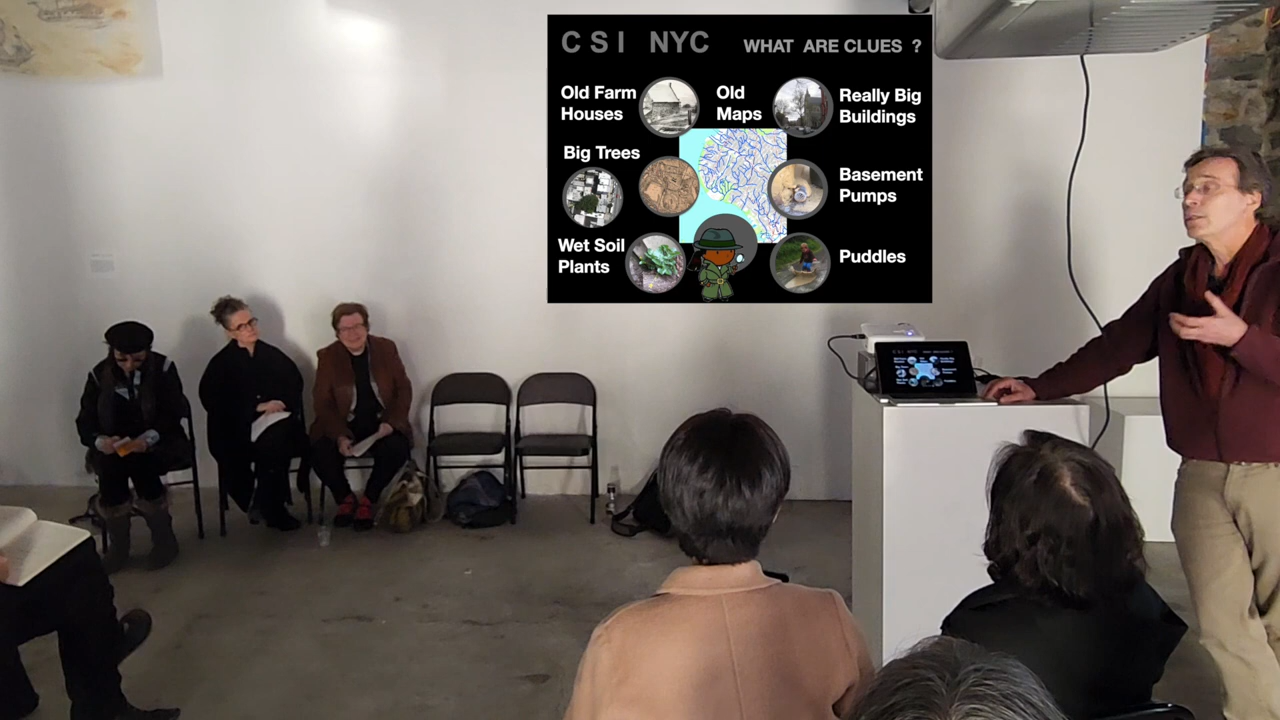 CSI NYC
WHAT ARE CLUES ?
Old Farm
Houses
Old
Maps
Really Big
Buildings
Big Trees
Basement
Pumps
Wet Soil
Plants
Puddles